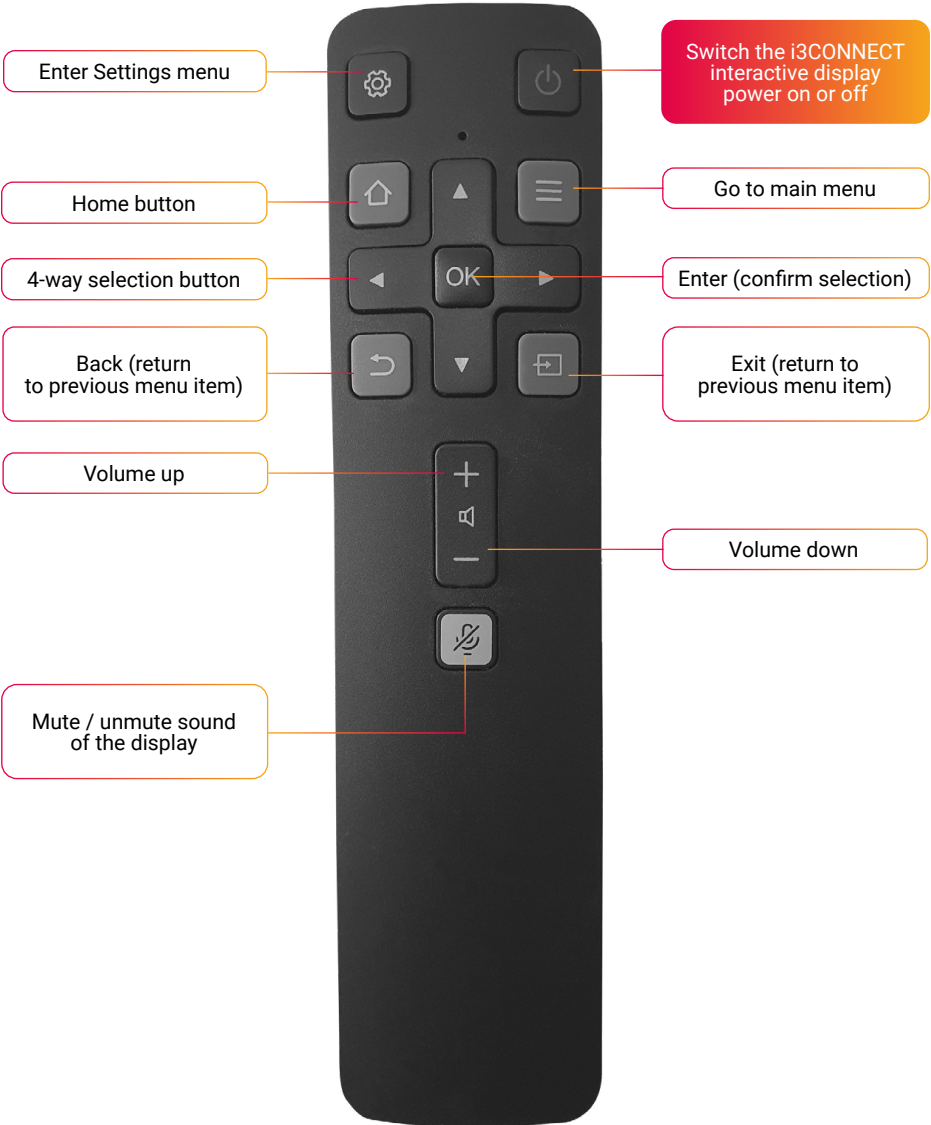 Enter Settings menu
Switch the i3CONNECT
interactive display
power on or off
Home button
Go to main menu
4-way selection button
OK
Enter (confirm selection)
Back (return
to previous menu item)
Exit (return to
previous menu item)
Volume up
Volume down
Mute / unmute sound
of the display